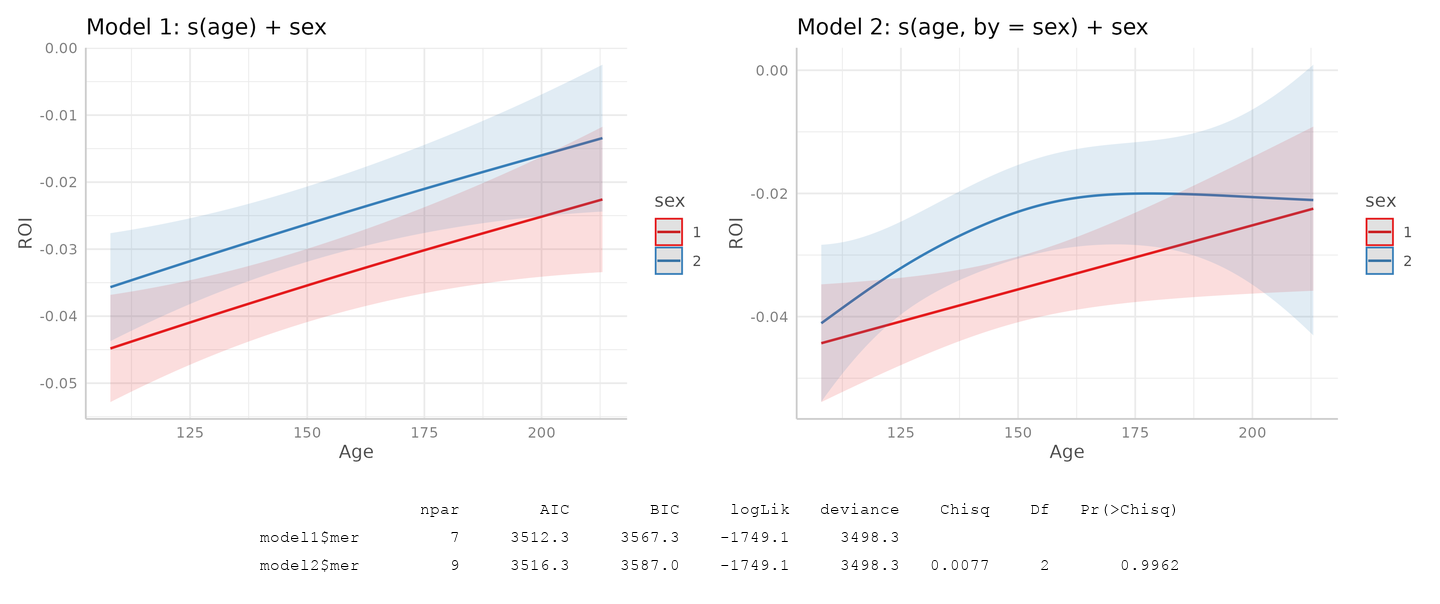 Model 1: s(age) + sex
0.00
-0.01
-0.02
-0.03
-0.04
-0.05
ROI
125 150 175 200
Age
sex
1
2
Model 2: s(age, by = sex) + sex
0.00
-0.02
-0.04
ROI
125 150 175 200
Age
sex
1
2
npar AIC BIC logLik deviance Chisq Df Pr(>Chisq)
model1$mer 7 3512.3 3567.3 -1749.1 3498.3
model2$mer 9 3516.3 3587.0 -1749.1 3498.3 0.0077 2 0.9962